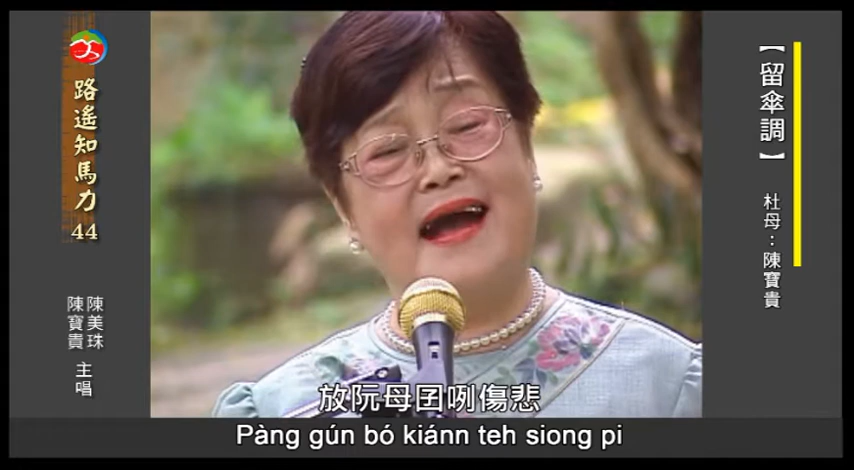 路遙知馬力
44
陳美珠
陳寶貴
主唱
【留傘調】
杜母：陳寶貴
放阮母囝咧傷悲
Pàng gún bó kiánn teh siong pi